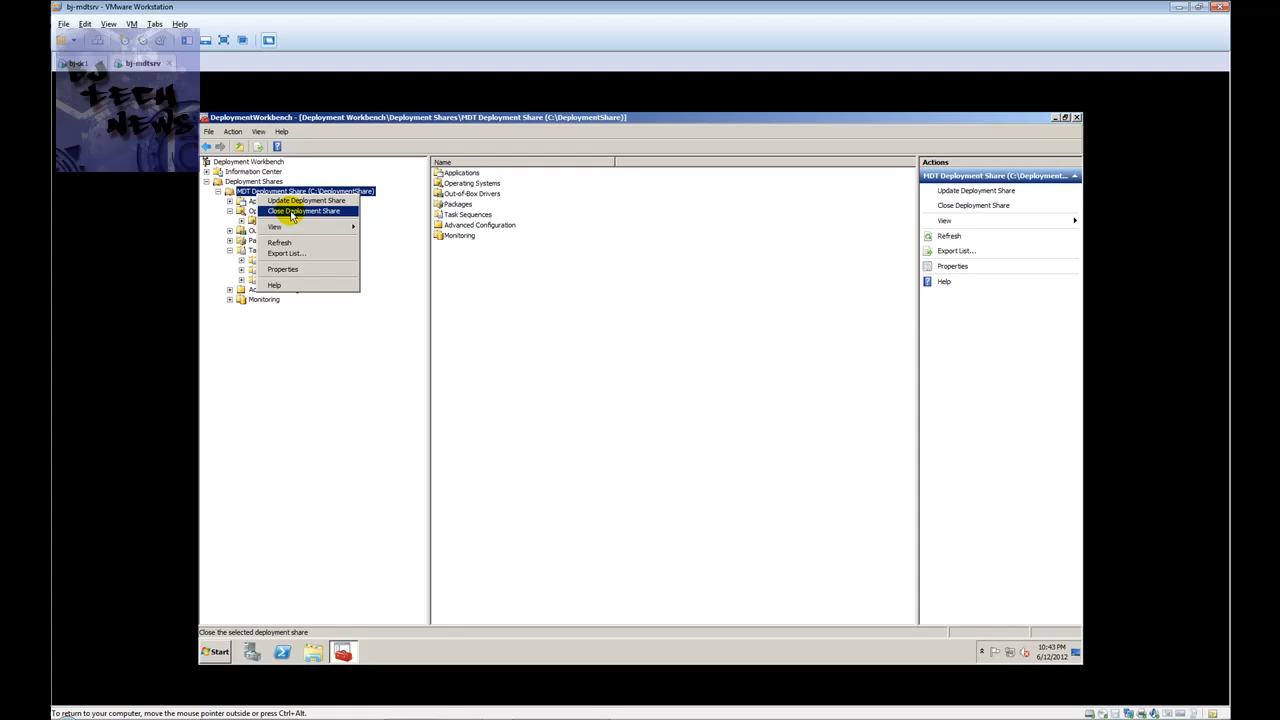 bj-mdtsrv - VMware Workstation
File Edit View VM Tabs Help
bj-dc1 bj-mdtsrv
BJ
TECH
NEWS
DeploymentWorkbench - [Deployment Workbench\Deployment Shares\MDT Deployment Share (C:\DeploymentShare)]
File Action View Help
Deployment Workbench
Information Center
Deployment Shares
MDT Deployment Share (C:\DeploymentShare)
Monitoring
Update Deployment Share
Close Deployment Share
View
Refresh
Export List...
Properties
Help
Name
Applications
Operating Systems
Out-of-Box Drivers
Packages
Task Sequences
Advanced Configuration
Monitoring
Actions
MDT Deployment Share (C:\Deployment...
Update Deployment Share
Close Deployment Share
View
Refresh
Export List...
Properties
Help
Close the selected deployment share
Start
10:43 PM
6/12/2012
To return to your computer, move the mouse pointer outside or press Ctrl+Alt.